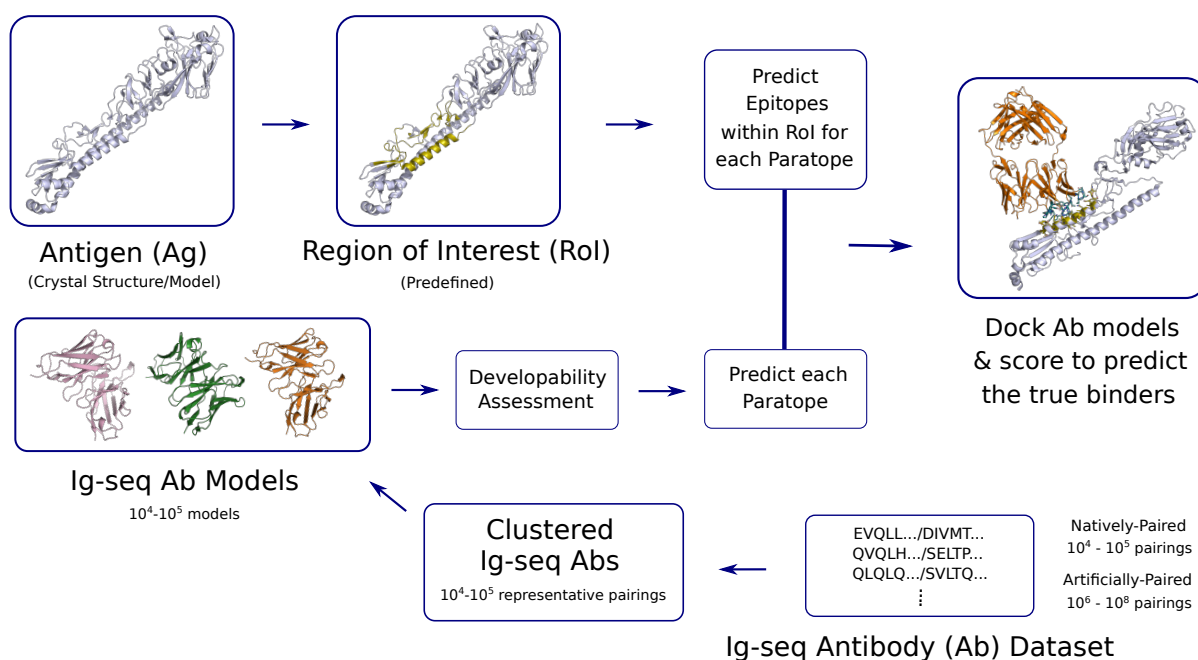 Antigen (Ag)
(Crystal Structure/Model)
Region of Interest (RoI)
(Predefined)
Predict
Epitopes
within RoI for
each Paratope
Dock Ab models
& score to predict
the true binders
Ig-seq Ab Models
10⁴-10⁵ models
Developability
Assessment
Predict each
Paratope
Clustered
Ig-seq Abs
10⁴-10⁵ representative pairings
EVQLL.../DIVMT...
QVQLH.../SELTP...
QLQLQ.../SVLTQ...
Natively-Paired
10⁴ - 10⁵ pairings
Artificially-Paired
10⁶ - 10⁸ pairings
Ig-seq Antibody (Ab) Dataset